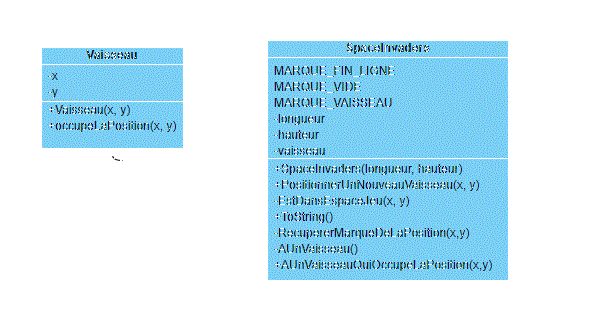 Vaisseau
-x
-y
+Vaisseau(x, y)
+occupeLaPosition(x, y)
SpaceInvaders
MARQUE_FIN_LIGNE
MARQUE_VIDE
MARQUE_VAISSEAU
-longueur
-hauteur
-vaisseau
+SpaceInvaders(longueur, hauteur)
+PositionnerUnNouveauVaisseau(x, y)
-EstDansEspaceJeu(x, y)
+ToString()
-RecupererMarqueDeLaPosition(x,y)
-AUnVaisseau()
+AUnVaisseauQuiOccupeLaPosition(x,y)